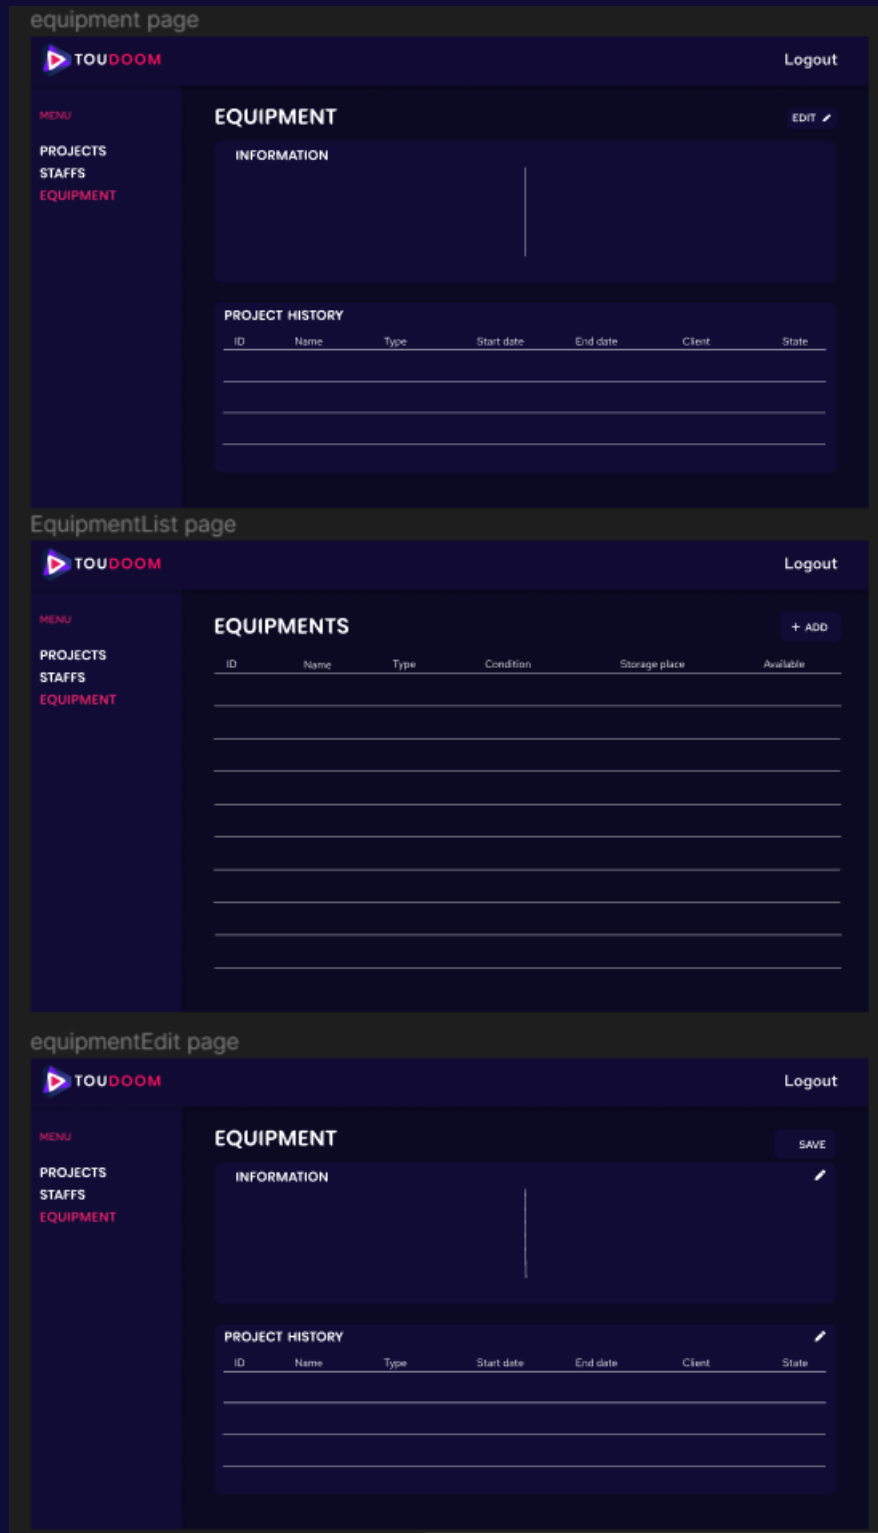 equipment page
TOUDOOM
Logout
MENU
EQUIPMENT
EDIT
PROJECTS
INFORMATION
STAFFS
EQUIPMENT
PROJECT HISTORY
ID Name Type Start date End date Client State
EquipmentList page
TOUDOOM
Logout
MENU
EQUIPMENTS
+ ADD
PROJECTS
ID Name Type Condition Storage place Available
STAFFS
EQUIPMENT
equipmentEdit page
TOUDOOM
Logout
MENU
EQUIPMENT
SAVE
PROJECTS
INFORMATION
STAFFS
EQUIPMENT
PROJECT HISTORY
ID Name Type Start date End date Client State